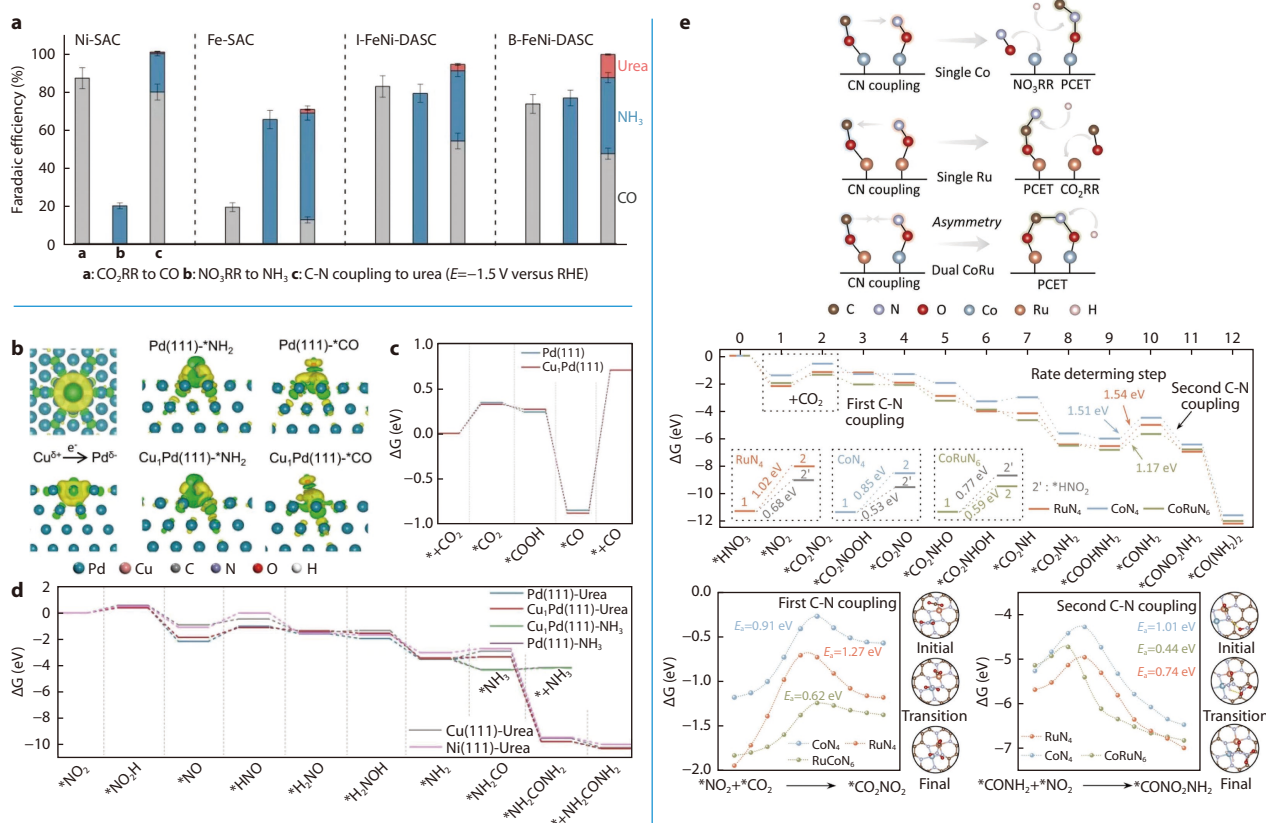 a
Ni-SAC
Fe-SAC
I-FeNi-DASC
B-FeNi-DASC
Faradaic efficiency (%)
100
80
60
40
20
0
Urea
NH₃
CO
a
b
c
a: CO₂RR to CO b: NO₃RR to NH₃ c: C-N coupling to urea (E=−1.5 V versus RHE)
b
Pd(111)-*NH₂
Pd(111)-*CO
Cu^δ+ e⁻→ Pd^δ-
Cu₁Pd(111)-*NH₂
Cu₁Pd(111)-*CO
Pd
Cu
C
N
O
H
c
ΔG (eV)
1.0
0.5
0.0
−0.5
−1.0
Pd(111)
Cu₁Pd(111)
*+CO₂
*CO₂
*COOH
*CO
*+CO
d
ΔG (eV)
2
0
−2
−4
−6
−8
−10
Pd(111)-Urea
Cu₁Pd(111)-Urea
Cu₁Pd(111)-NH₃
Pd(111)-NH₃
*NH₃
*+NH₃
Cu(111)-Urea
Ni(111)-Urea
*NO₂
*NO₂H
*NO
*HNO
*H₂NO
*H₂NOH
*NH₂
*NH₂CO
*NH₂CONH₂
*+NH₂CONH₂
e
CN coupling
Single Co
NO₃RR
PCET
CN coupling
Single Ru
PCET
CO₂RR
Asymmetry
CN coupling
Dual CoRu
PCET
C
N
O
Co
Ru
H
0
1
2
3
4
5
6
7
8
9
10
11
12
ΔG (eV)
0
−2
−4
−6
−8
−10
−12
+CO₂
First C-N
coupling
Rate determing step
1.51 eV
1.54 eV
1.17 eV
Second C-N
coupling
RuN₄
2
1
1.02 eV
2'
0.68 eV
CoN₄
2
1
0.85 eV
2'
0.53 eV
CoRuN₆
2'
1
0.77 eV
2
0.59 eV
2' : *HNO₂
RuN₄
CoN₄
CoRuN₆
*HNO₃
*NO₂
*CO₂NO₂
*CO₂NOOH
*CO₂NO
*CO₂NHO
*CO₂NHOH
*CO₂NH
*CO₂NH₂
*COOHNH₂
*CONH₂
*CONO₂NH₂
*CO(NH₂)₂
ΔG (eV)
0.0
−0.5
−1.0
−1.5
−2.0
First C-N coupling
Eₐ=0.91 eV
Eₐ=1.27 eV
Eₐ=0.62 eV
CoN₄
RuN₄
RuCoN₆
*NO₂+*CO₂
*CO₂NO₂
Initial
Transition
Final
ΔG (eV)
−4
−5
−6
−7
Second C-N coupling
Eₐ=1.01 eV
Eₐ=0.44 eV
Eₐ=0.74 eV
RuN₄
CoN₄
CoRuN₆
*CONH₂+*NO₂
*CONO₂NH₂
Initial
Transition
Final